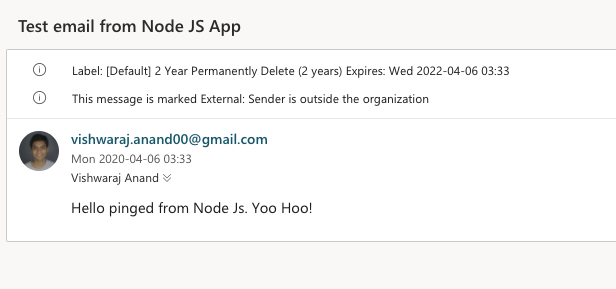 Test email from Node JS App
Label: [Default] 2 Year Permanently Delete (2 years) Expires: Wed 2022-04-06 03:33
This message is marked External: Sender is outside the organization
vishwaraj.anand00@gmail.com
Mon 2020-04-06 03:33
Vishwaraj Anand
Hello pinged from Node Js. Yoo Hoo!